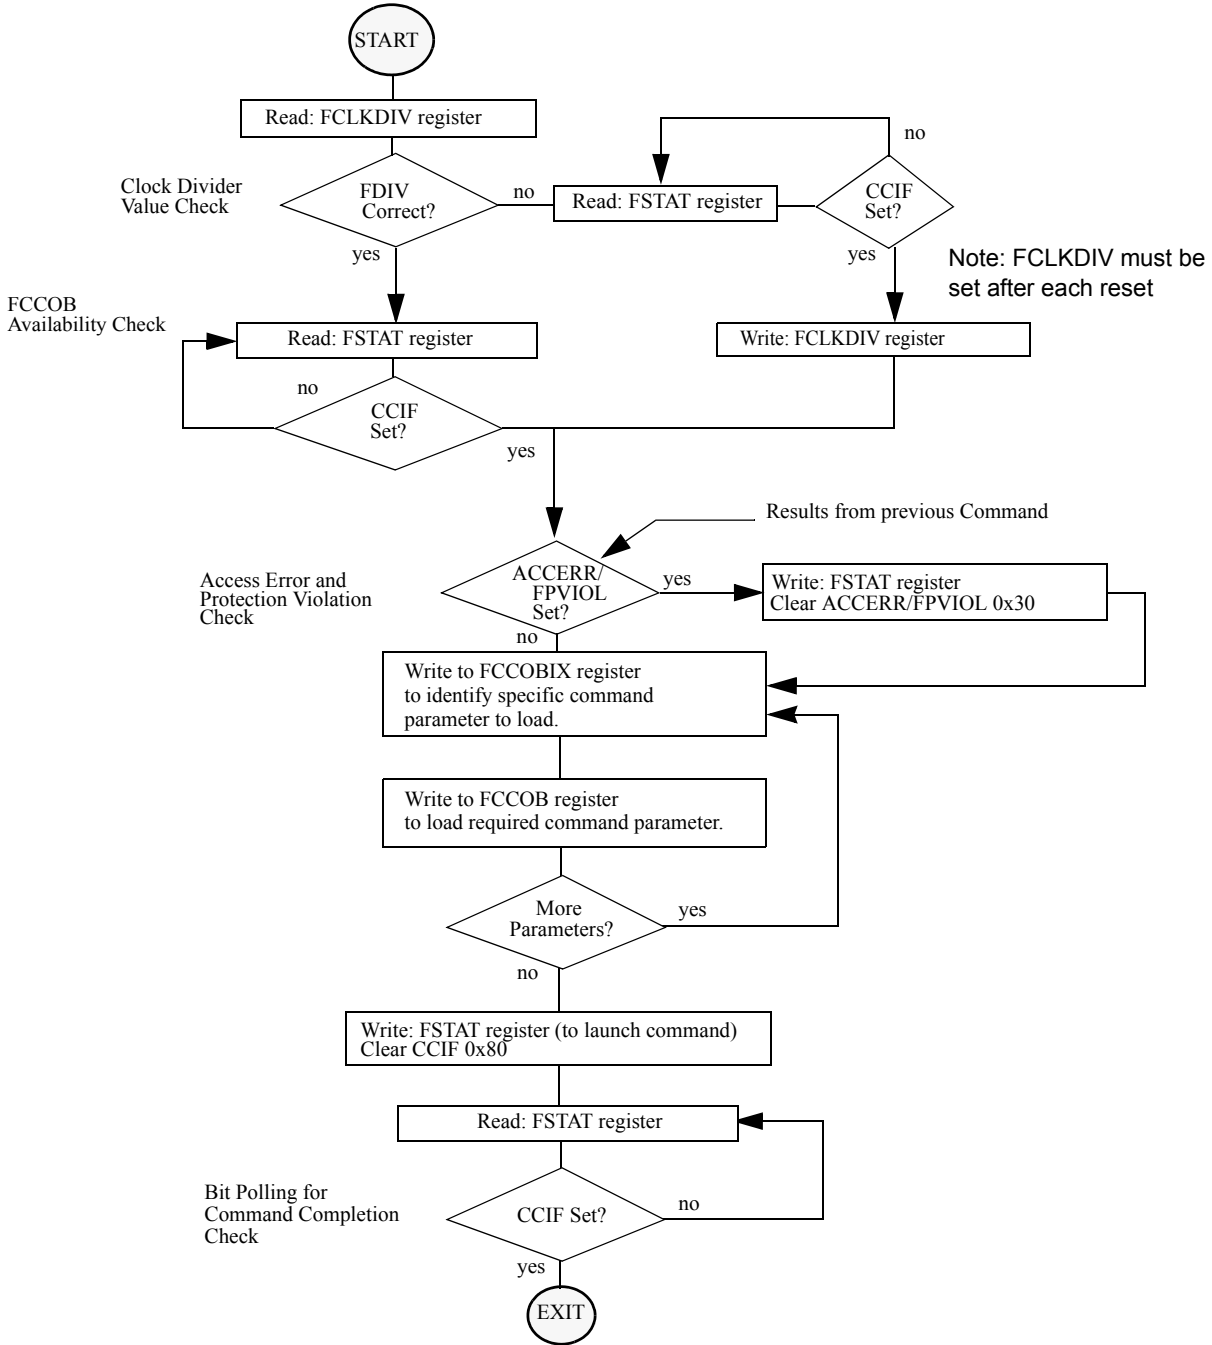 START
Read: FCLKDIV register
Clock Divider
Value Check
FDIV
Correct?
no
Read: FSTAT register
CCIF
Set?
no
yes
yes
Note: FCLKDIV must be
set after each reset
FCCOB
Availability Check
Read: FSTAT register
Write: FCLKDIV register
no
CCIF
Set?
yes
Results from previous Command
Access Error and
Protection Violation
Check
ACCERR/
FPVIOL
Set?
yes
Write: FSTAT register
Clear ACCERR/FPVIOL 0x30
no
Write to FCCOBIX register
to identify specific command
parameter to load.
Write to FCCOB register
to load required command parameter.
More
Parameters?
yes
no
Write: FSTAT register (to launch command)
Clear CCIF 0x80
Read: FSTAT register
Bit Polling for
Command Completion
Check
CCIF Set?
no
yes
EXIT